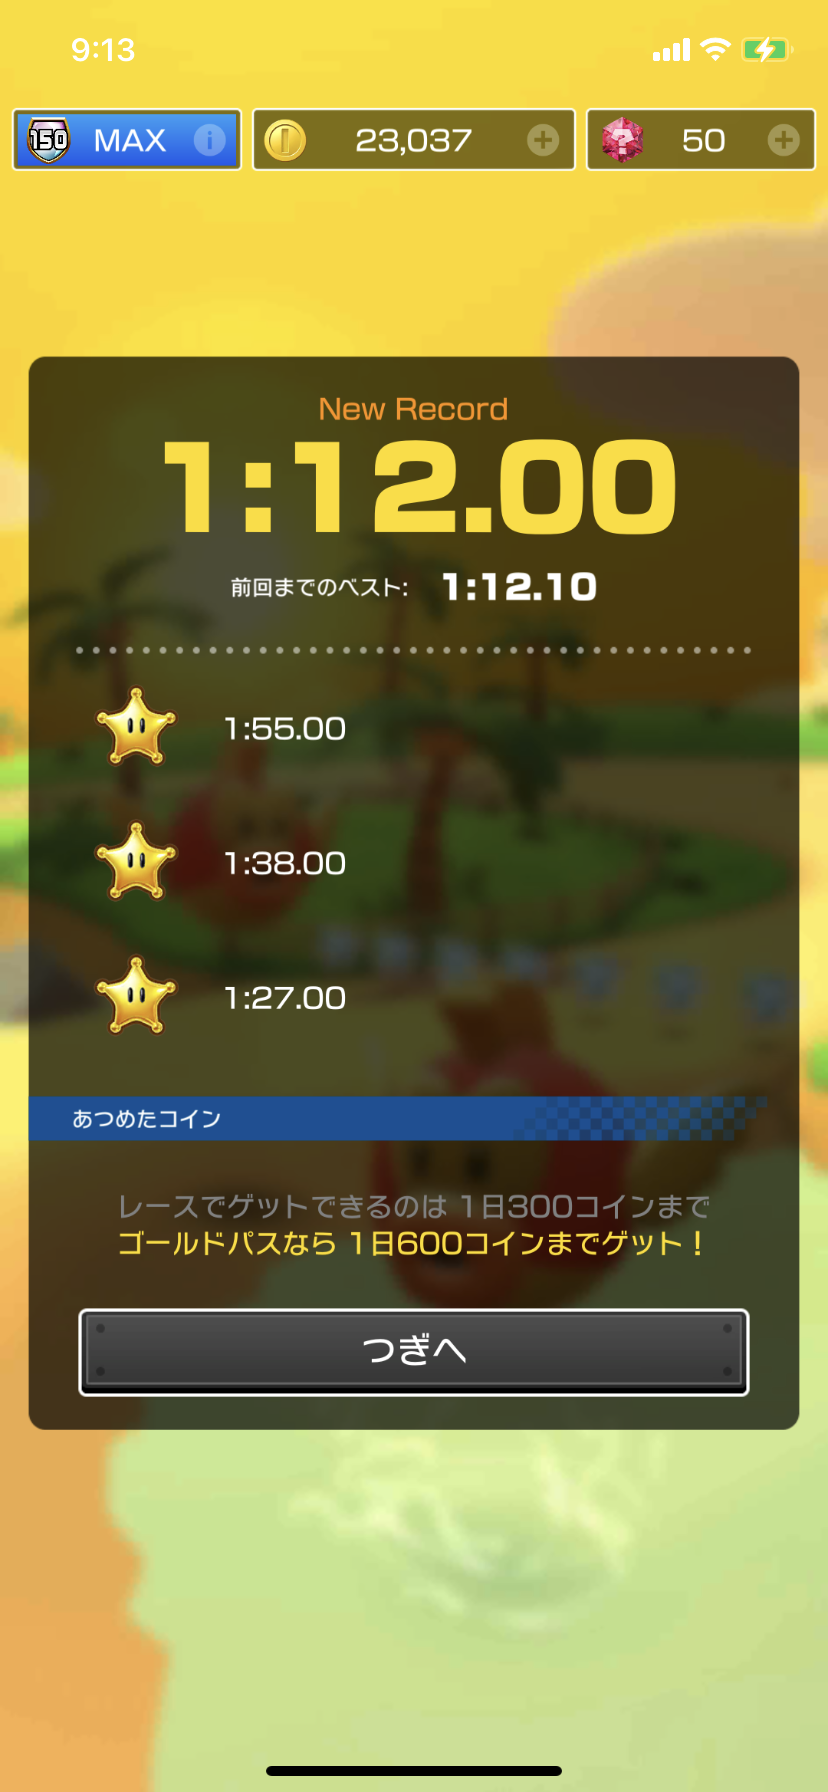 9:13
150 MAX i 23,037 + ? 50 +
New Record
1:12.00
前回までのベスト: 1:12.10
1:55.00
1:38.00
1:27.00
あつめたコイン
レースでゲットできるのは 1日300コインまで
ゴールドパスなら 1日600コインまでゲット！
つぎへ